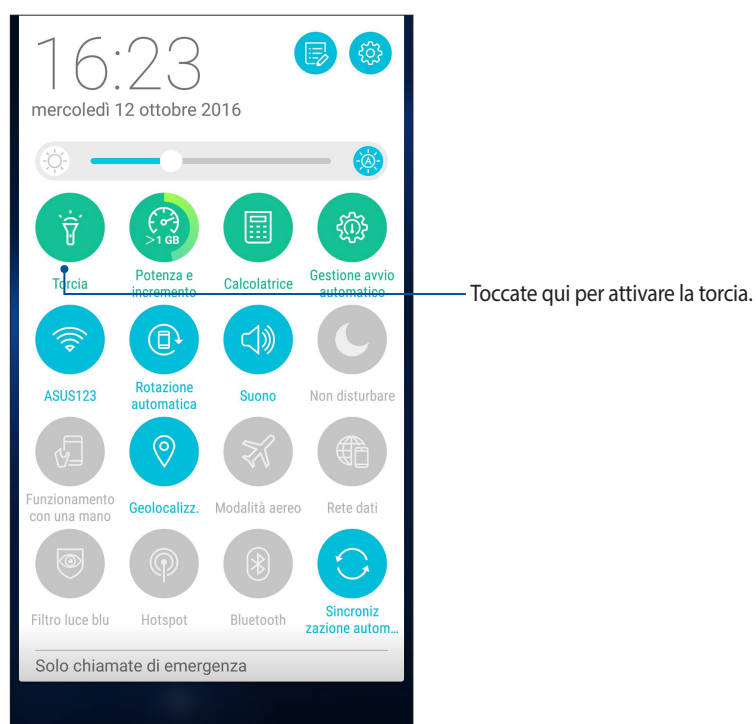 16:23
mercoledì 12 ottobre 2016
A
>1 GB
Torcia
Potenza e
incremento
Calcolatrice
Gestione avvio
automatico
Toccate qui per attivare la torcia.
ASUS123
Rotazione
automatica
Suono
Non disturbare
Funzionamento
con una mano
Geolocalizz.
Modalità aereo
Rete dati
Filtro luce blu
Hotspot
Bluetooth
Sincroniz
zazione autom…
Solo chiamate di emergenza